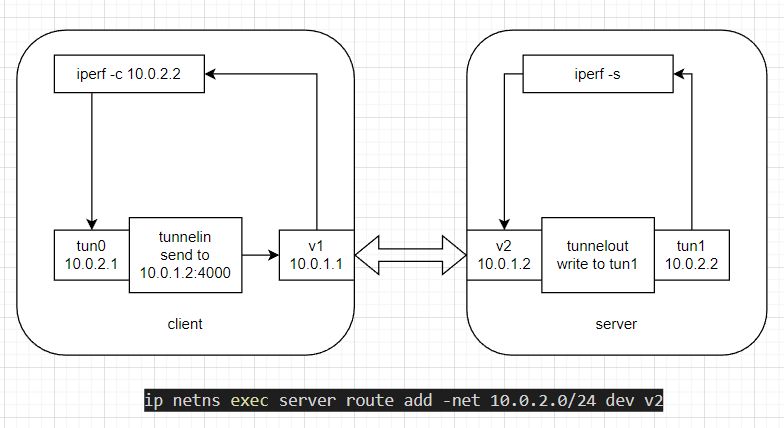 iperf -c 10.0.2.2
iperf -s
tun0
10.0.2.1
tunnelin
send to
10.0.1.2:4000
v1
10.0.1.1
v2
10.0.1.2
tunnelout
write to tun1
tun1
10.0.2.2
client
server
ip netns exec server route add -net 10.0.2.0/24 dev v2